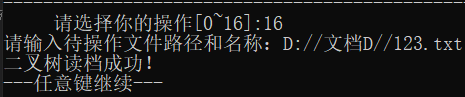 请选择你的操作[0~16]:16
请输入待操作文件路径和名称：D://文档D//123.txt
二叉树读档成功！
---任意键继续---